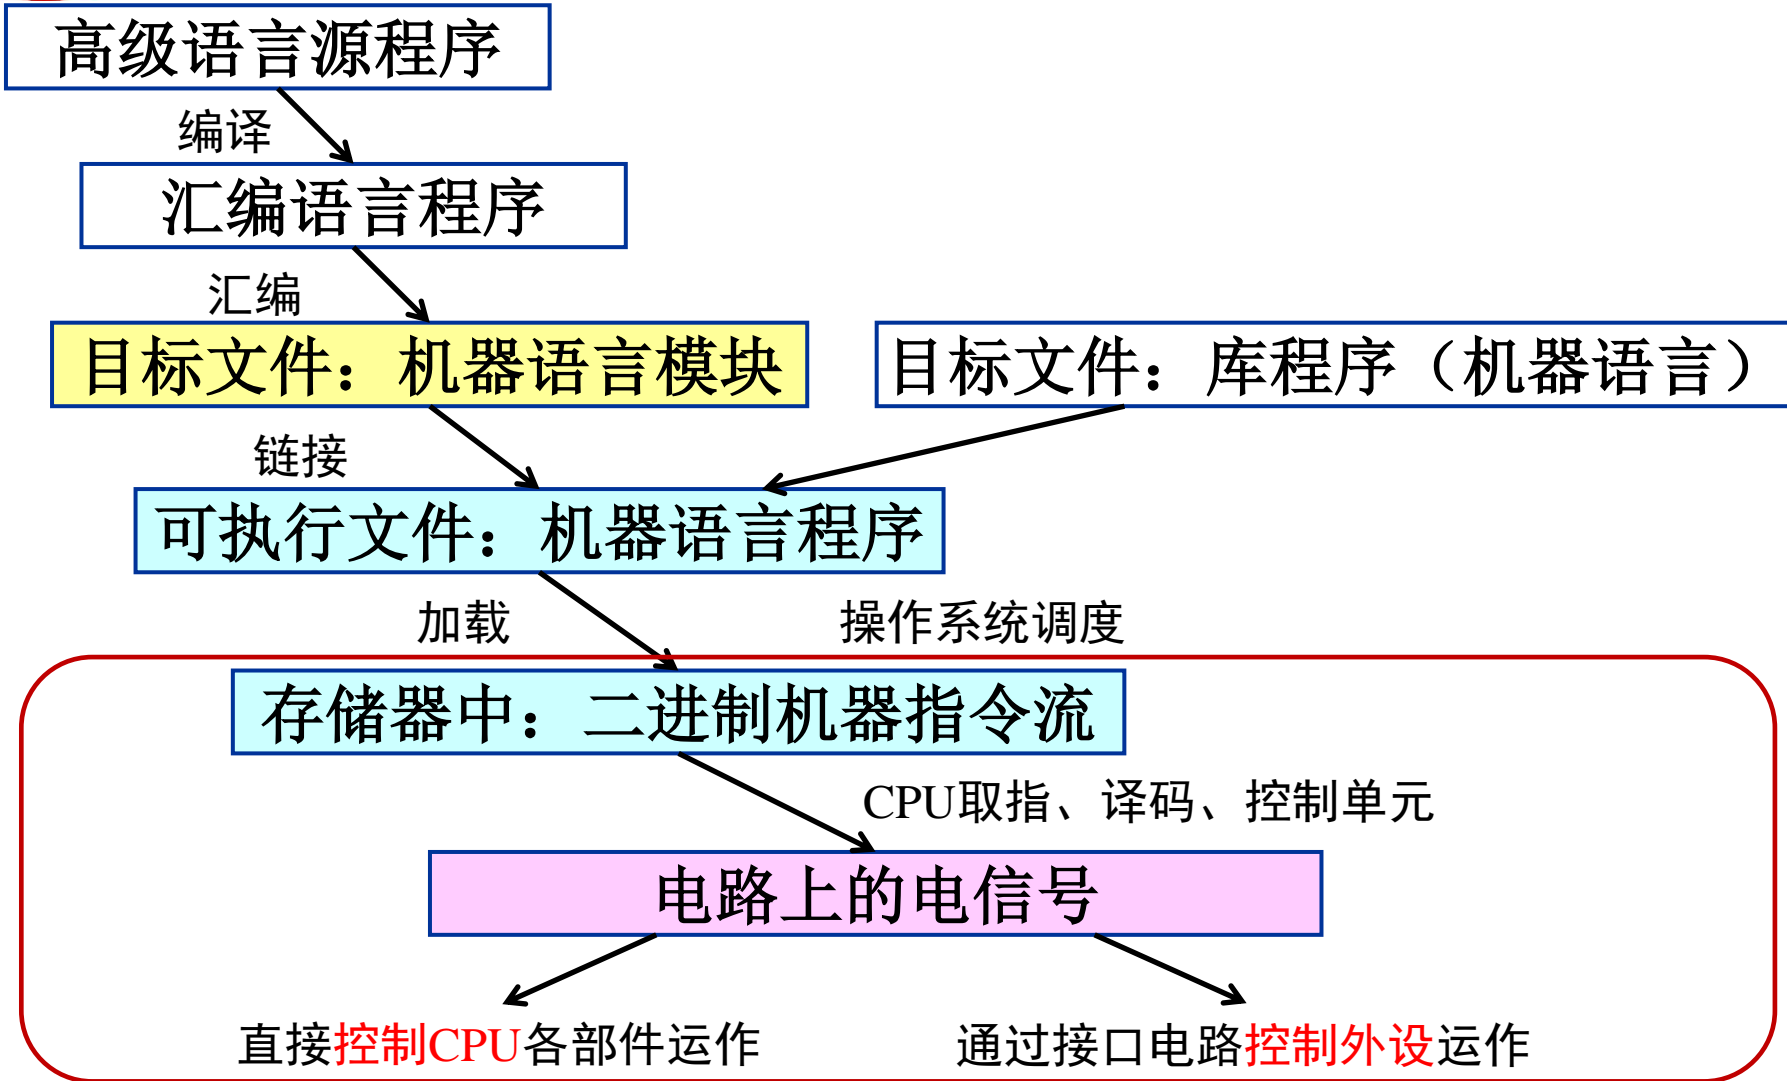 高级语言源程序
编译
汇编语言程序
汇编
目标文件：机器语言模块
目标文件：库程序（机器语言）
链接
可执行文件：机器语言程序
加载
操作系统调度
存储器中：二进制机器指令流
CPU取指、译码、控制单元
电路上的电信号
直接控制CPU各部件运作
通过接口电路控制外设运作